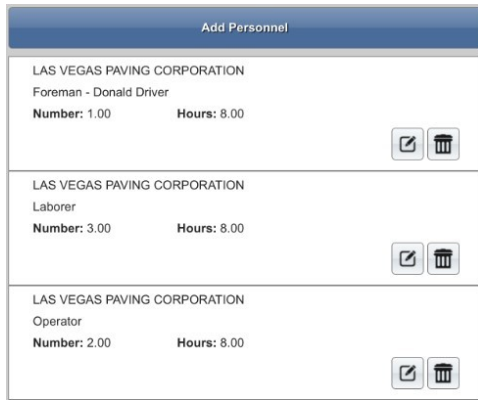 Add Personnel
LAS VEGAS PAVING CORPORATION
Foreman - Donald Driver
Number: 1.00 Hours: 8.00
LAS VEGAS PAVING CORPORATION
Laborer
Number: 3.00 Hours: 8.00
LAS VEGAS PAVING CORPORATION
Operator
Number: 2.00 Hours: 8.00